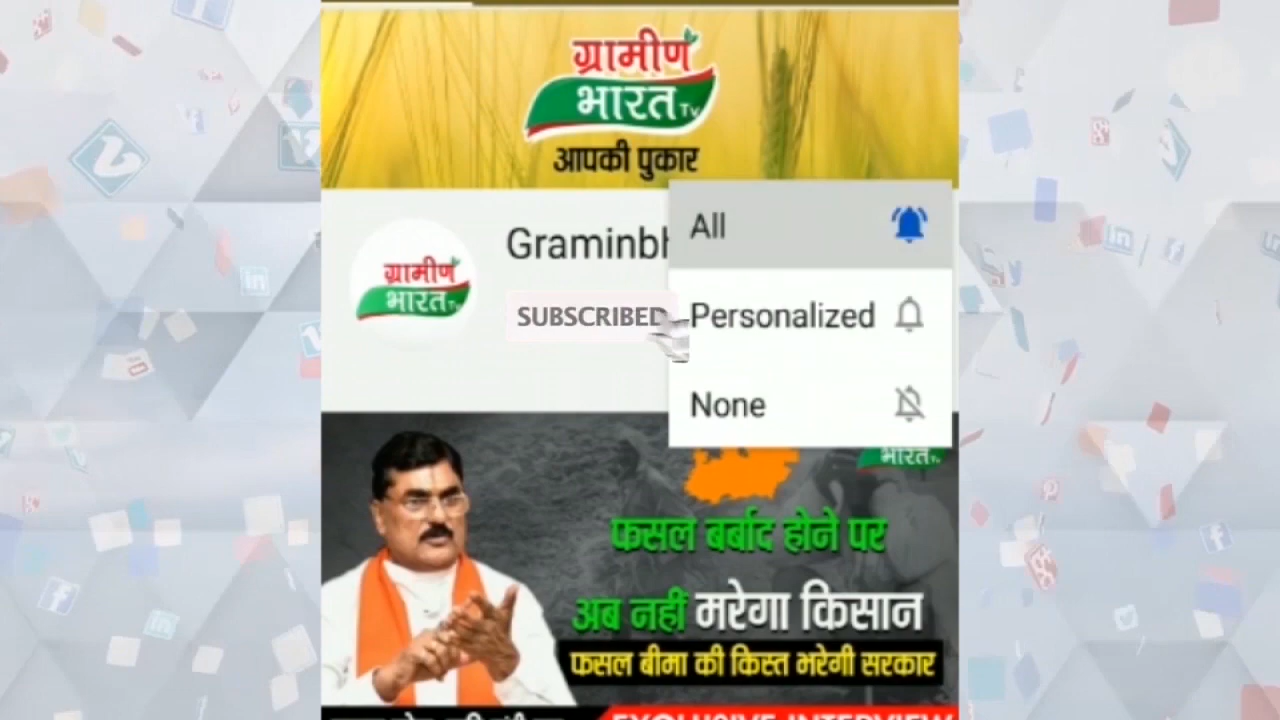 ग्रामीण
भारत Tv
आपकी पुकार
All
Graminbh
ग्रामीण
भारत Tv
SUBSCRIBED
Personalized
None
भारत Tv
फसल बर्बाद होने पर
अब नहीं मरेगा किसान
फसल बीमा की किस्त भरेगी सरकार
EXCLUSIVE INTERVIEW